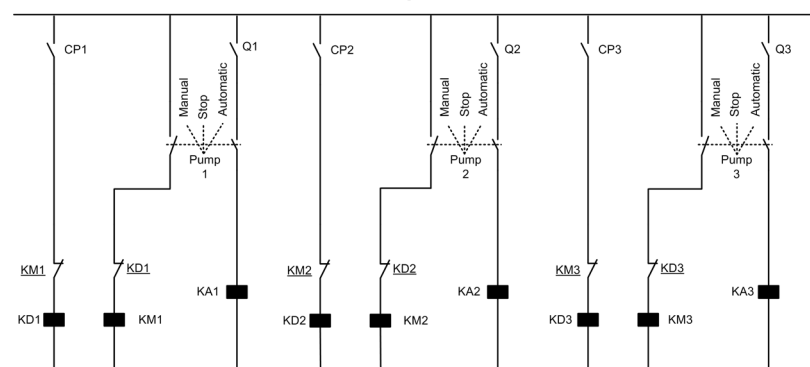 CP1
Q1
CP2
Q2
CP3
Q3
Manual
Stop
Automatic
Manual
Stop
Automatic
Manual
Stop
Automatic
Pump
1
Pump
2
Pump
3
KM1
KD1
KM2
KD2
KM3
KD3
KA1
KA2
KA3
KD1
KM1
KD2
KM2
KD3
KM3